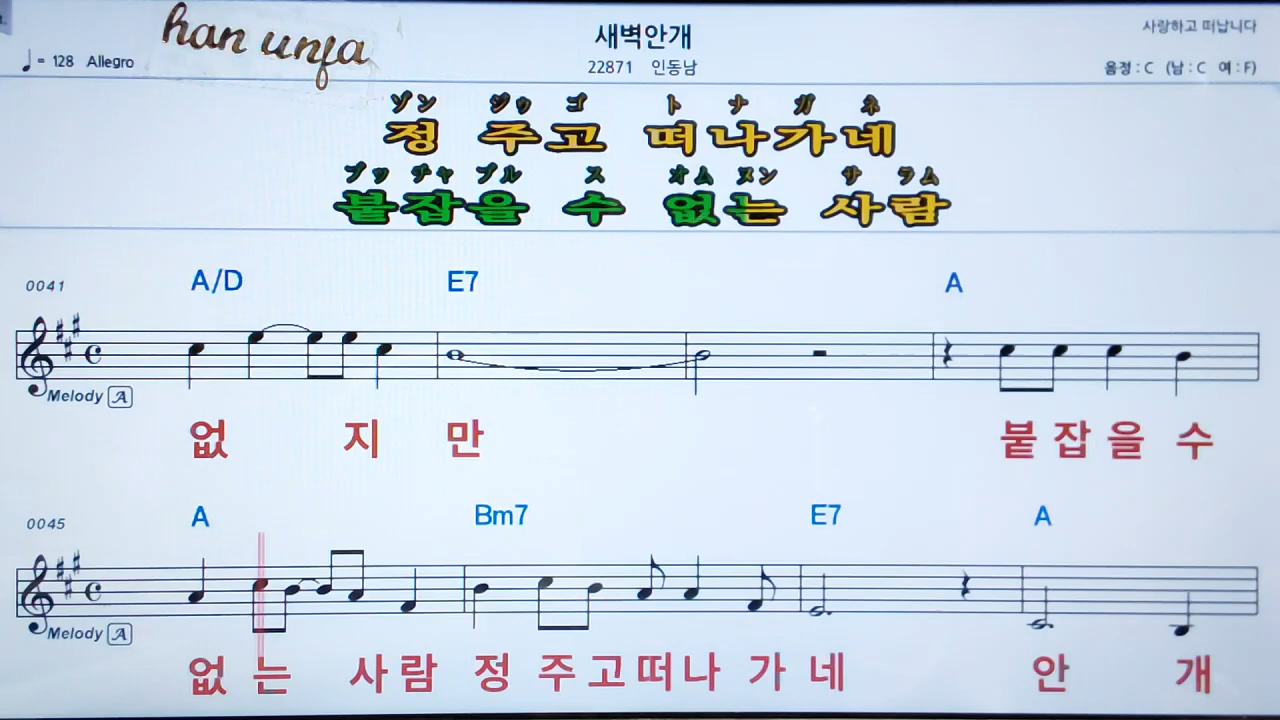 han unfa
새벽안개
사랑하고 떠납니다
♩= 128 Allegro
22871 인동남
음정 : C (남 : C 여 : F)
ゾン ジゥ ゴ ト ナ ガ ネ
정 주고 떠나가네
ブッ チャ ブル ス オム ヌン サ ラム
붙잡을 수 없는 사람
0041 A/D E7 A
Melody A
없 지 만 붙 잡 을 수
0045 A Bm7 E7 A
Melody A
없 는 사 람 정 주 고 떠 나 가 네 안 개